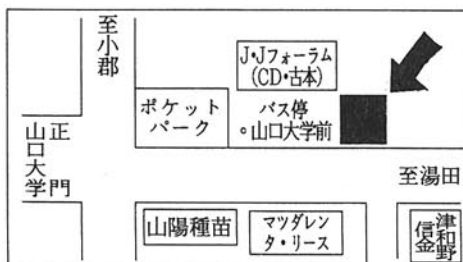 至小郡
J・Jフォーラム
(CD・古本)
ポケット
パーク
バス停
山口大学前
山口大学
正門
至湯田
山陽種苗
マツダレン
タ・リース
津和野
信金